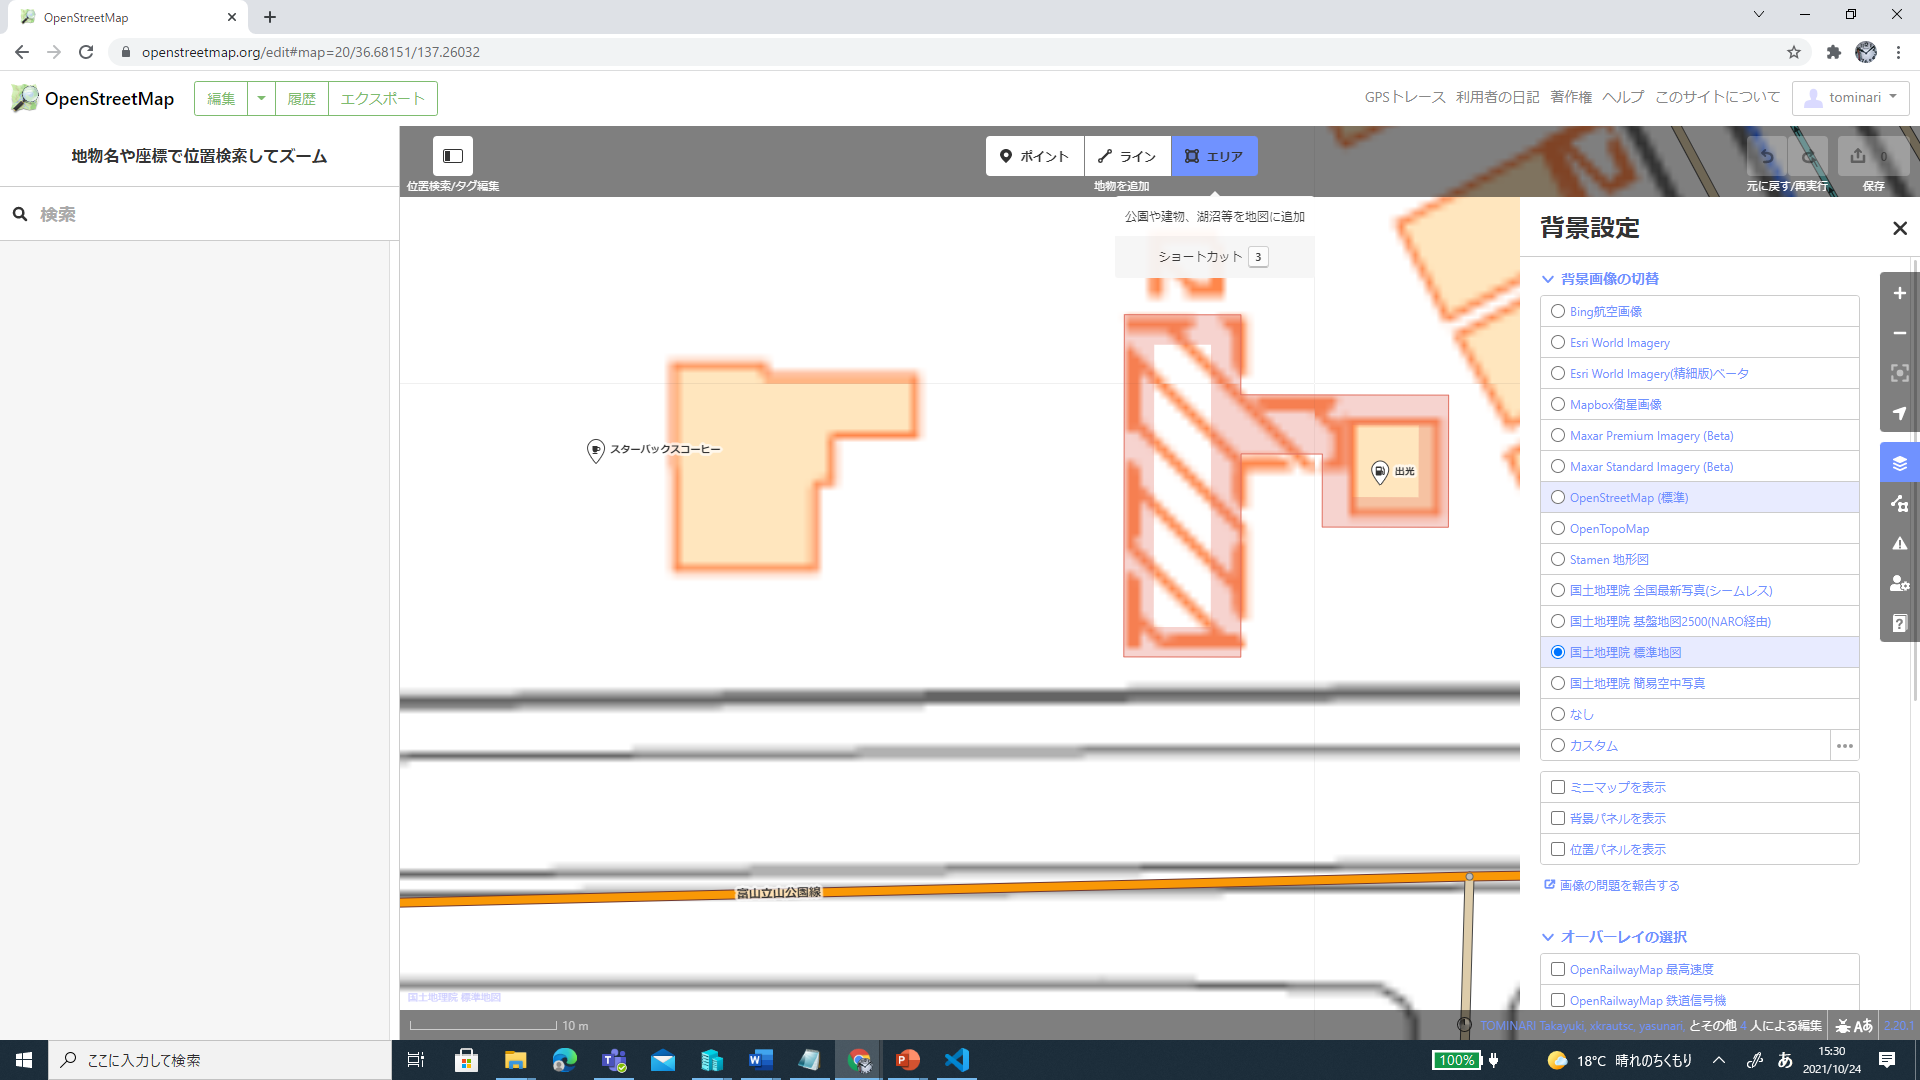 OpenStreetMap
openstreetmap.org/edit#map=20/36.68151/137.26032
OpenStreetMap
編集
履歴
エクスポート
GPSトレース
利用者の日記
著作権
ヘルプ
このサイトについて
tominari
地物名や座標で位置検索してズーム
検索
位置検索/タグ編集
ポイント
ライン
エリア
地物を追加
0
元に戻す/再実行
保存
公園や建物、湖沼等を地図に追加
ショートカット 3
スターバックスコーヒー
出光
富山立山公園線
国土地理院 標準地図
10 m
背景設定
背景画像の切替
Bing航空画像
Esri World Imagery
Esri World Imagery(精細版)ベータ
Mapbox衛星画像
Maxar Premium Imagery (Beta)
Maxar Standard Imagery (Beta)
OpenStreetMap (標準)
OpenTopoMap
Stamen 地形図
国土地理院 全国最新写真(シームレス)
国土地理院 基盤地図2500(NARO経由)
国土地理院 標準地図
国土地理院 簡易空中写真
なし
カスタム
ミニマップを表示
背景パネルを表示
位置パネルを表示
画像の問題を報告する
オーバーレイの選択
OpenRailwayMap 最高速度
OpenRailwayMap 鉄道信号機
TOMINARI Takayuki, xkrautsc, yasunari, とその他 4 人による編集
2.20.1
ここに入力して検索
100%
18°C 晴れのちくもり
あ
15:30
2021/10/24